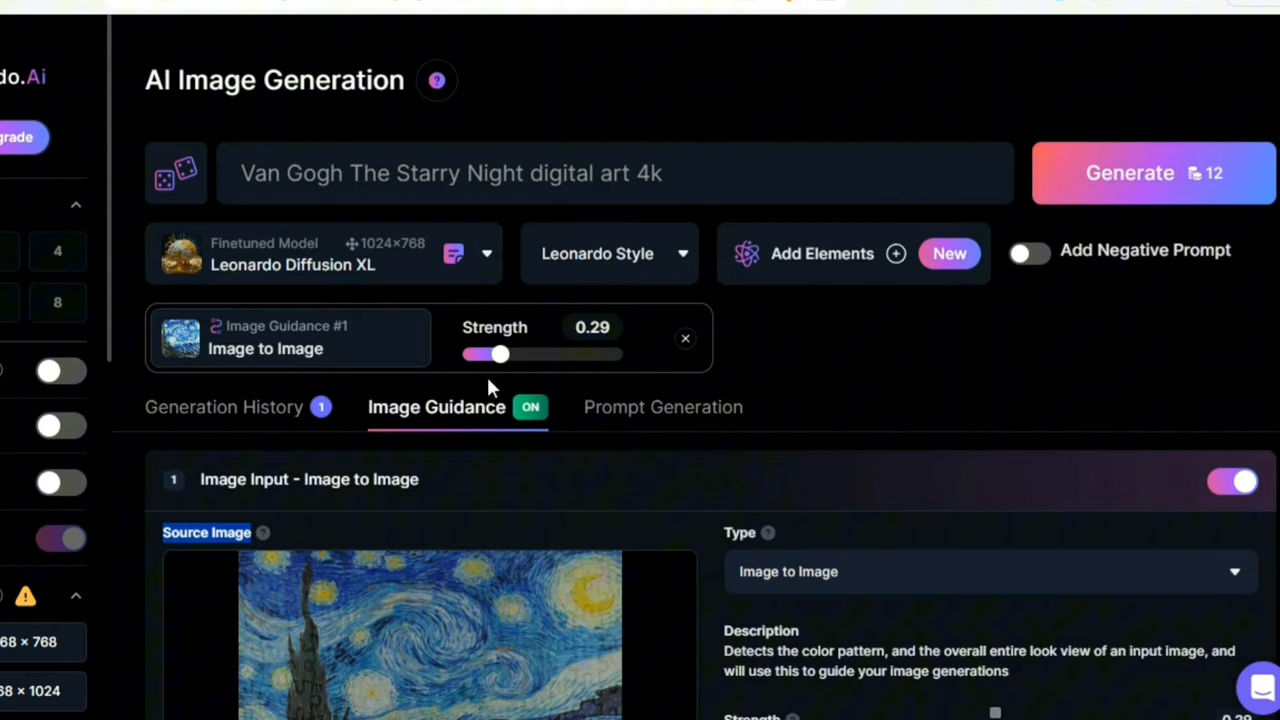 do.Ai
AI Image Generation ?
grade
Van Gogh The Starry Night digital art 4k
Generate 12
4
Finetuned Model 1024×768
Leonardo Diffusion XL
Leonardo Style
Add Elements
New
Add Negative Prompt
8
Image Guidance #1
Image to Image
Strength 0.29
Generation History 1
Image Guidance ON
Prompt Generation
1 Image Input - Image to Image
Source Image ?
Type ?
Image to Image
68 × 768
68 × 1024
Description
Detects the color pattern, and the overall entire look view of an input image, and
will use this to guide your image generations
Strength ? 0.29